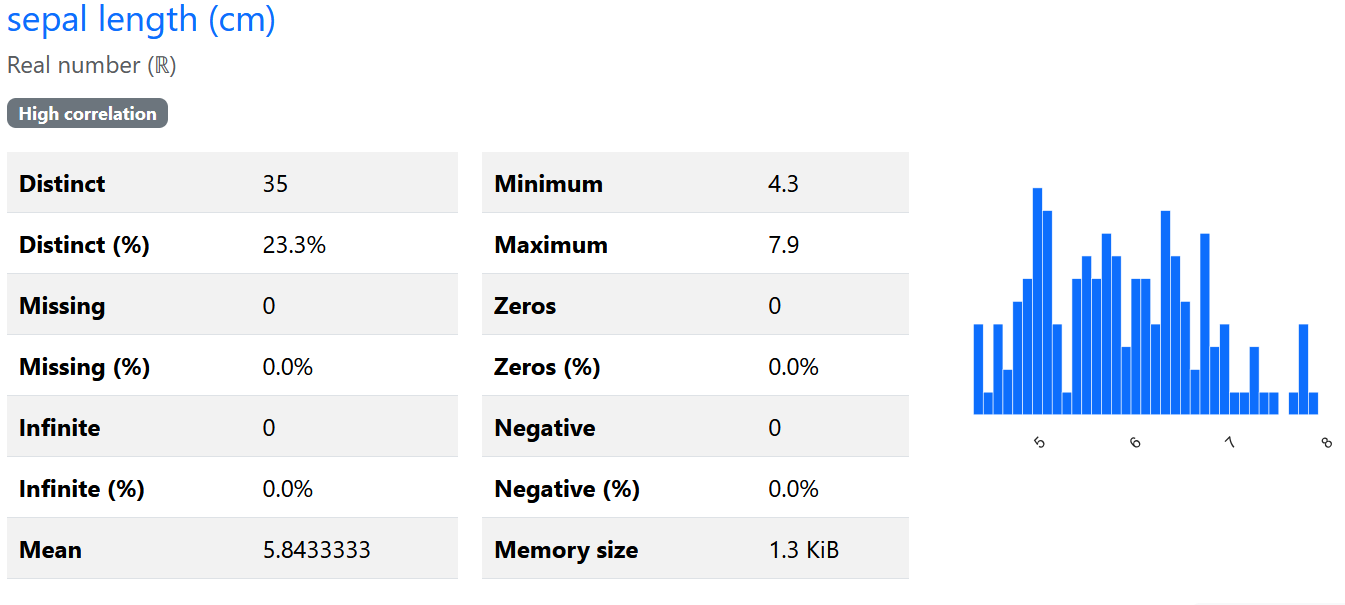 sepal length (cm)
Real number (ℝ)
High correlation
Distinct 35
Distinct (%) 23.3%
Missing 0
Missing (%) 0.0%
Infinite 0
Infinite (%) 0.0%
Mean 5.8433333
Minimum 4.3
Maximum 7.9
Zeros 0
Zeros (%) 0.0%
Negative 0
Negative (%) 0.0%
Memory size 1.3 KiB
5 6 7 8